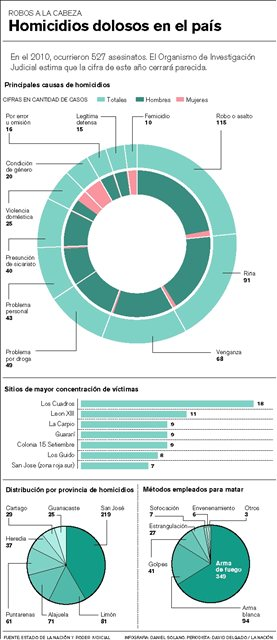 ROBOS A LA CABEZA
Homicidios dolosos en el país
En el 2010, ocurrieron 527 asesinatos. El Organismo de Investigación
Judicial estima que la cifra de este año cerrará parecida.
Principales causas de homicidios
CIFRAS EN CANTIDAD DE CASOS
Totales
Hombres
Mujeres
Por error
u omisión
16
Legítima
defensa
15
Femicidio
10
Robo o asalto
115
Condición
de género
20
Violencia
doméstica
25
Presunción
de sicariato
40
Problema
personal
43
Problema
por droga
49
Venganza
68
Riña
91
Sitios de mayor concentración de víctimas
Los Cuadros 18
León XIII 11
La Carpio 9
Guararí 9
Colonia 15 Setiembre 9
Los Guido 8
San Jose (zona roja sur) 7
Distribución por provincia de homicidios
Cartago
29
Guanacaste
25
San José
219
Heredia
37
Puntarenas
61
Alajuela
71
Limón
81
Métodos empleados para matar
Sofocación
7
Envenenamiento
6
Otros
3
Estrangulación
27
Golpes
41
Arma
de fuego
349
Arma
blanca
94
FUENTE ESTADO DE LA NACIÓN Y PODER JUDICIAL
INFOGRAFÍA: DANIEL SOLANO, PERIODISTA: DAVID DELGADO / LA NACIÓN